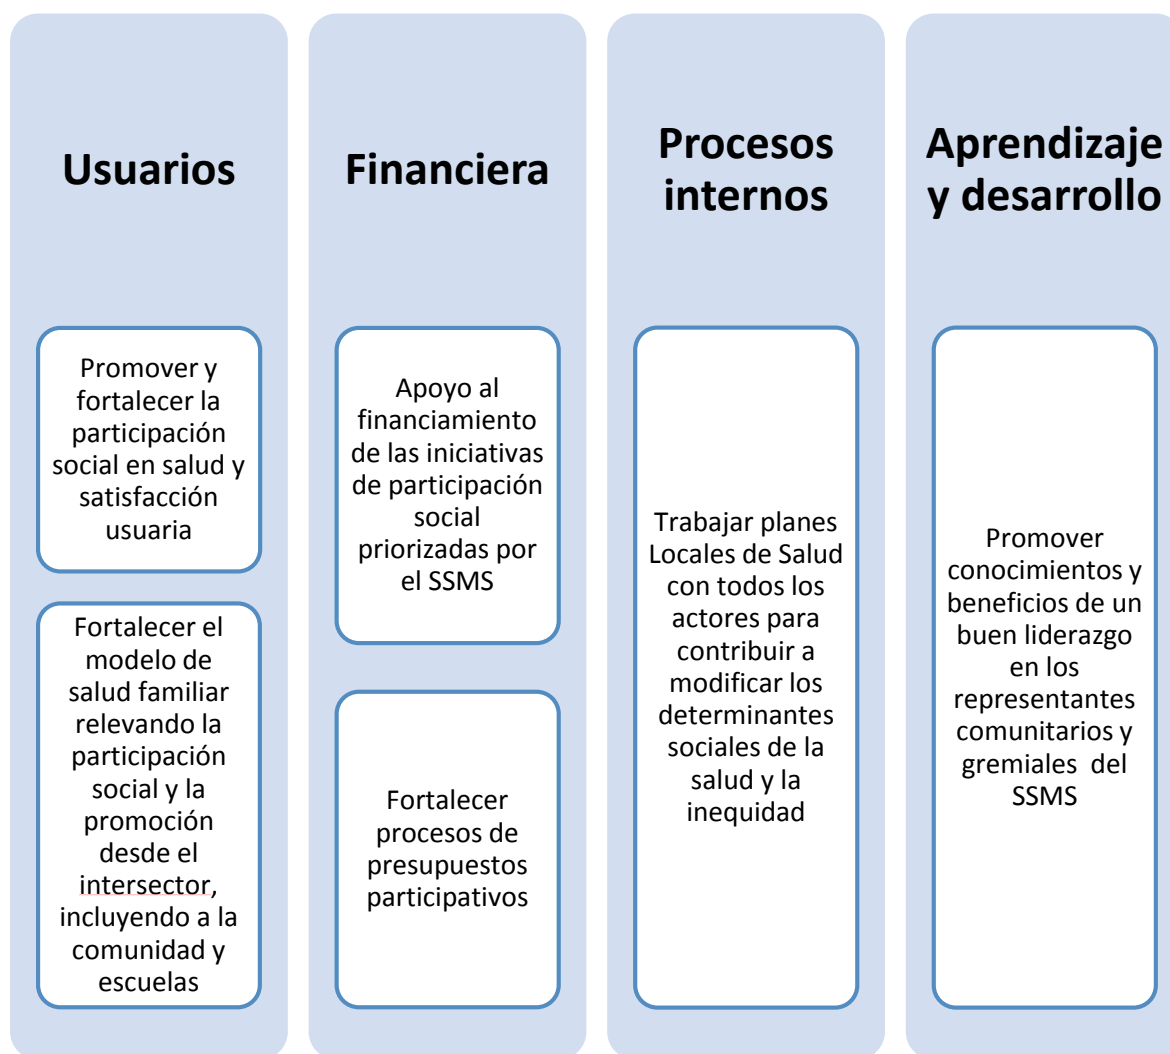 Usuarios
Promover y
fortalecer la
participación
social en salud y
satisfacción
usuaria
Fortalecer el
modelo de
salud familiar
relevando la
participación
social y la
promoción
desde el
intersector,
incluyendo a la
comunidad y
escuelas
Financiera
Apoyo al
financiamiento
de las iniciativas
de participación
social
priorizadas por
el SSMS
Fortalecer
procesos de
presupuestos
participativos
Procesos
internos
Trabajar planes
Locales de Salud
con todos los
actores para
contribuir a
modificar los
determinantes
sociales de la
salud y la
inequidad
Aprendizaje
y desarrollo
Promover
conocimientos y
beneficios de un
buen liderazgo
en los
representantes
comunitarios y
gremiales  del
SSMS